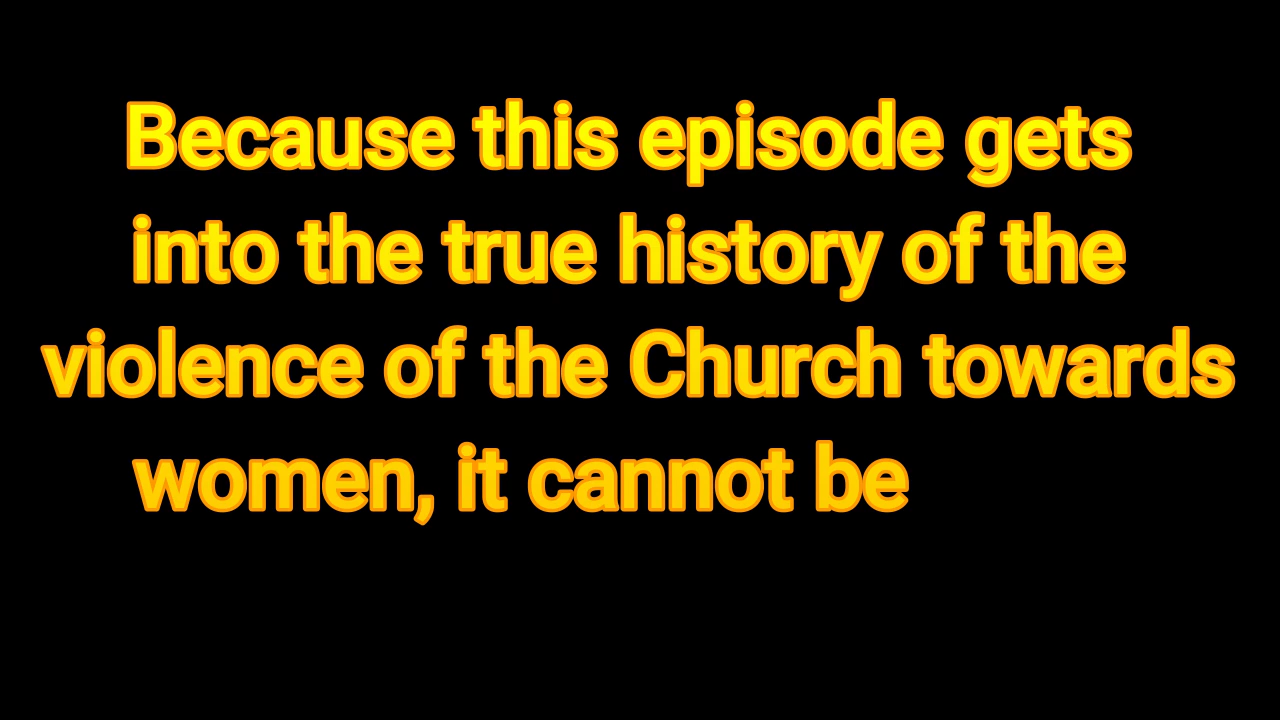 Because this episode gets
into the true history of the
violence of the Church towards
women, it cannot be